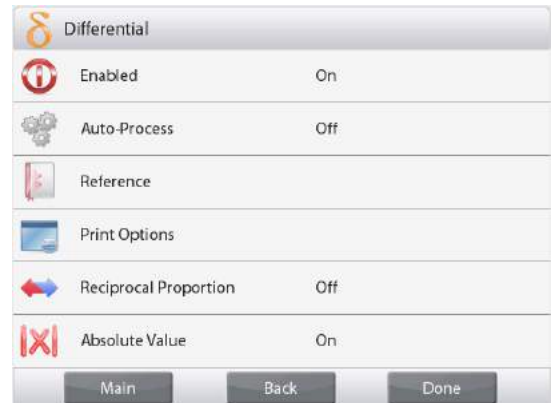 δ Differential
Enabled On
Auto-Process Off
Reference
Print Options
Reciprocal Proportion Off
|X| Absolute Value On
Main Back Done